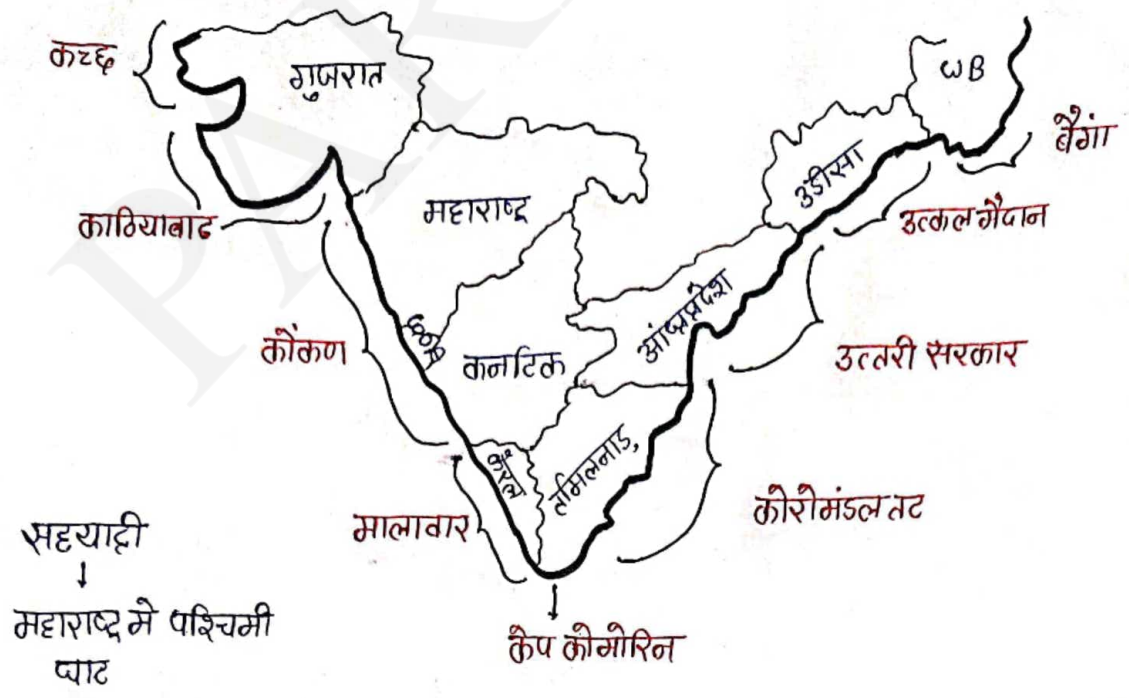 कच्छ
गुजरात
WB
बैगां
काठियाबाढ
महाराष्ट्र
उडीसा
उत्कल मैदान
कोंकण
गोवा
कर्नाटक
आंध्रप्रदेश
उत्तरी सरकार
केरल
तमिलनाड,
मालावार
कोरोमंडल तट
सहयाद्री
↓
महाराष्ट्र मे पश्चिमी
घाट
केप कोमोरिन